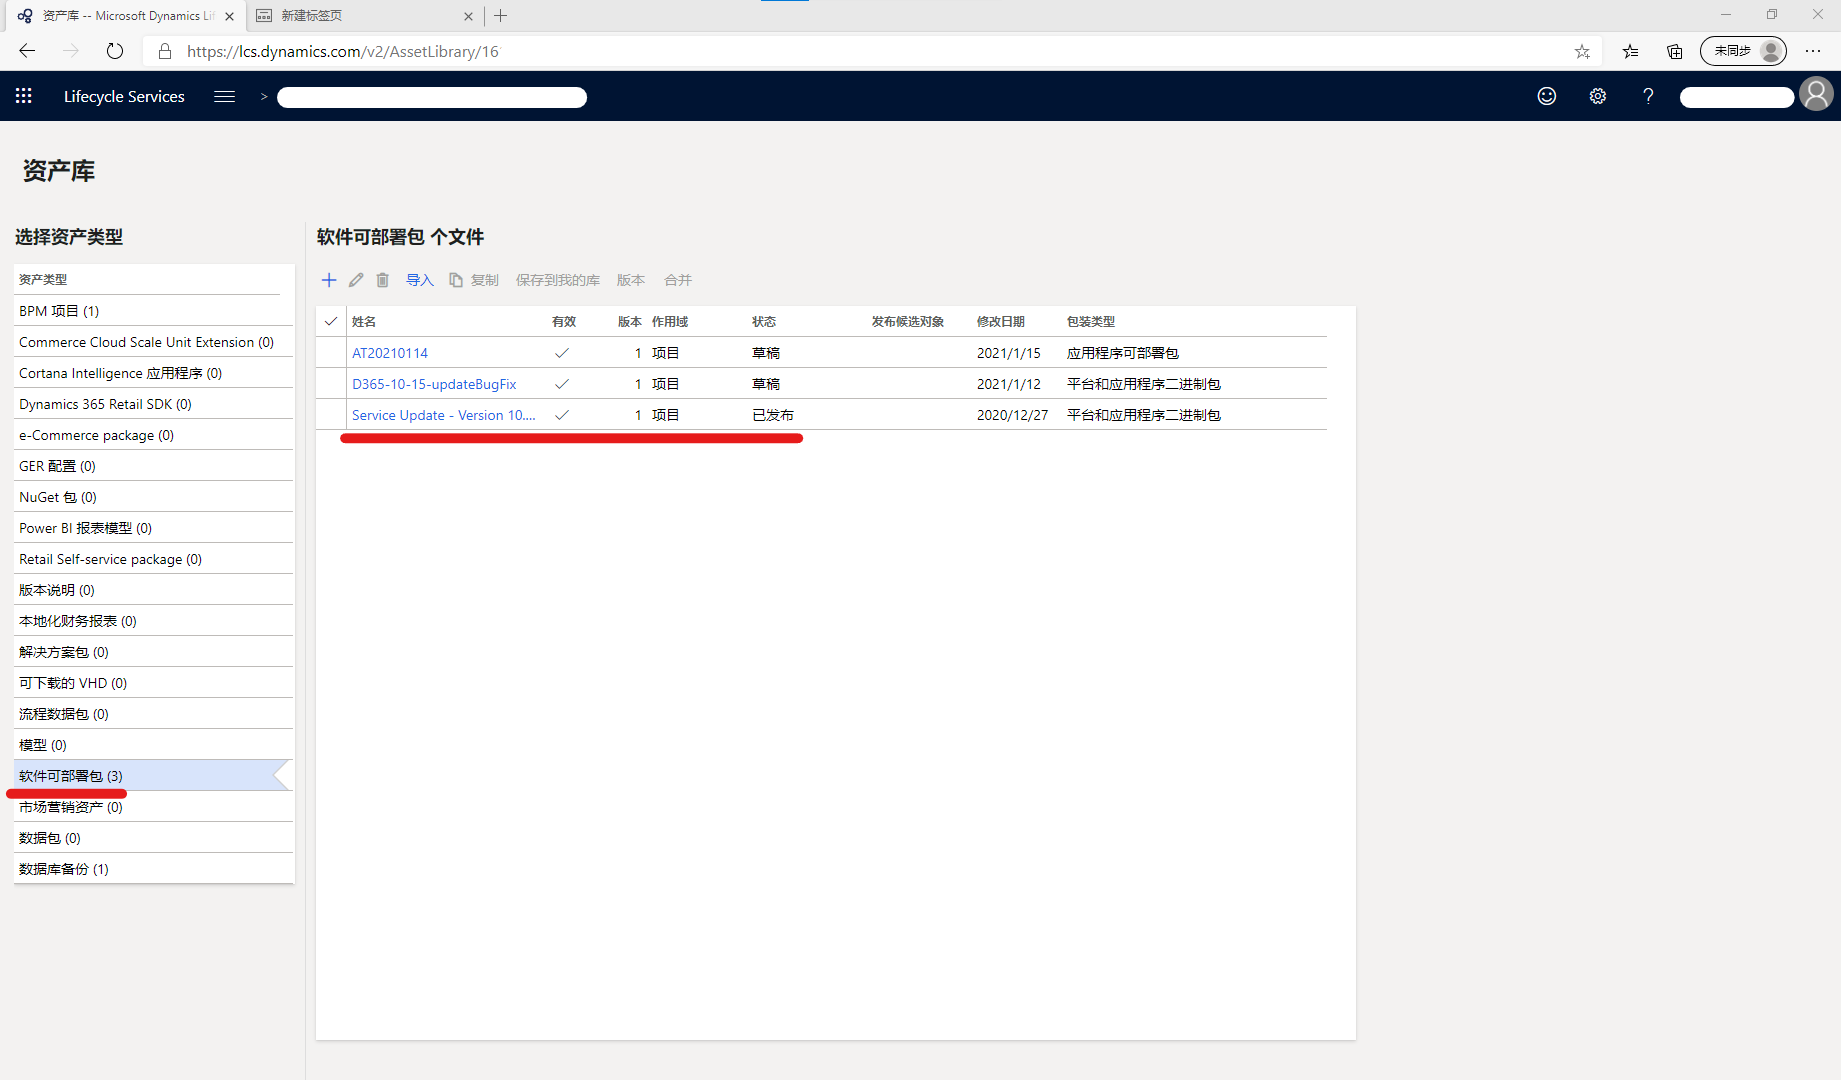 资产库 -- Microsoft Dynamics Lif
新建标签页
https://lcs.dynamics.com/v2/AssetLibrary/16
未同步
Lifecycle Services
>
?
资产库
选择资产类型
资产类型
BPM 项目 (1)
Commerce Cloud Scale Unit Extension (0)
Cortana Intelligence 应用程序 (0)
Dynamics 365 Retail SDK (0)
e-Commerce package (0)
GER 配置 (0)
NuGet 包 (0)
Power BI 报表模型 (0)
Retail Self-service package (0)
版本说明 (0)
本地化财务报表 (0)
解决方案包 (0)
可下载的 VHD (0)
流程数据包 (0)
模型 (0)
软件可部署包 (3)
市场营销资产 (0)
数据包 (0)
数据库备份 (1)
软件可部署包 个文件
导入 复制 保存到我的库 版本 合并
姓名 有效 版本 作用域 状态 发布候选对象 修改日期 包装类型
AT20210114 1 项目 草稿 2021/1/15 应用程序可部署包
D365-10-15-updateBugFix 1 项目 草稿 2021/1/12 平台和应用程序二进制包
Service Update - Version 10.... 1 项目 已发布 2020/12/27 平台和应用程序二进制包